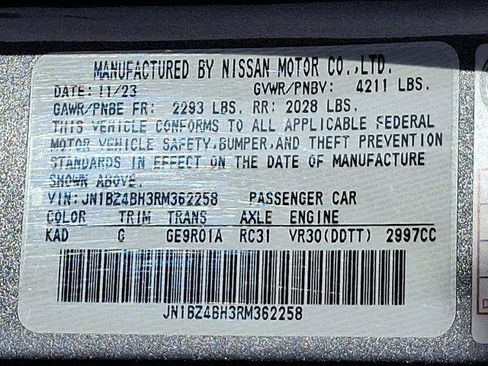 MANUFACTURED BY NISSAN MOTOR CO.,LTD.
DATE: 11/23 GVWR/PNBV: 4211 LBS.
GAWR/PNBE FR: 2293 LBS. RR: 2028 LBS.
THIS VEHICLE CONFORMS TO ALL APPLICABLE FEDERAL
MOTOR VEHICLE SAFETY,BUMPER,AND THEFT PREVENTION
STANDARDS IN EFFECT ON THE DATE OF MANUFACTURE
SHOWN ABOVE.
VIN: JN1BZ4BH3RM362258 PASSENGER CAR
COLOR TRIM TRANS AXLE ENGINE
KAD G GE9R01A RC31 VR30(DDTT) 2997CC
JN1BZ4BH3RM362258